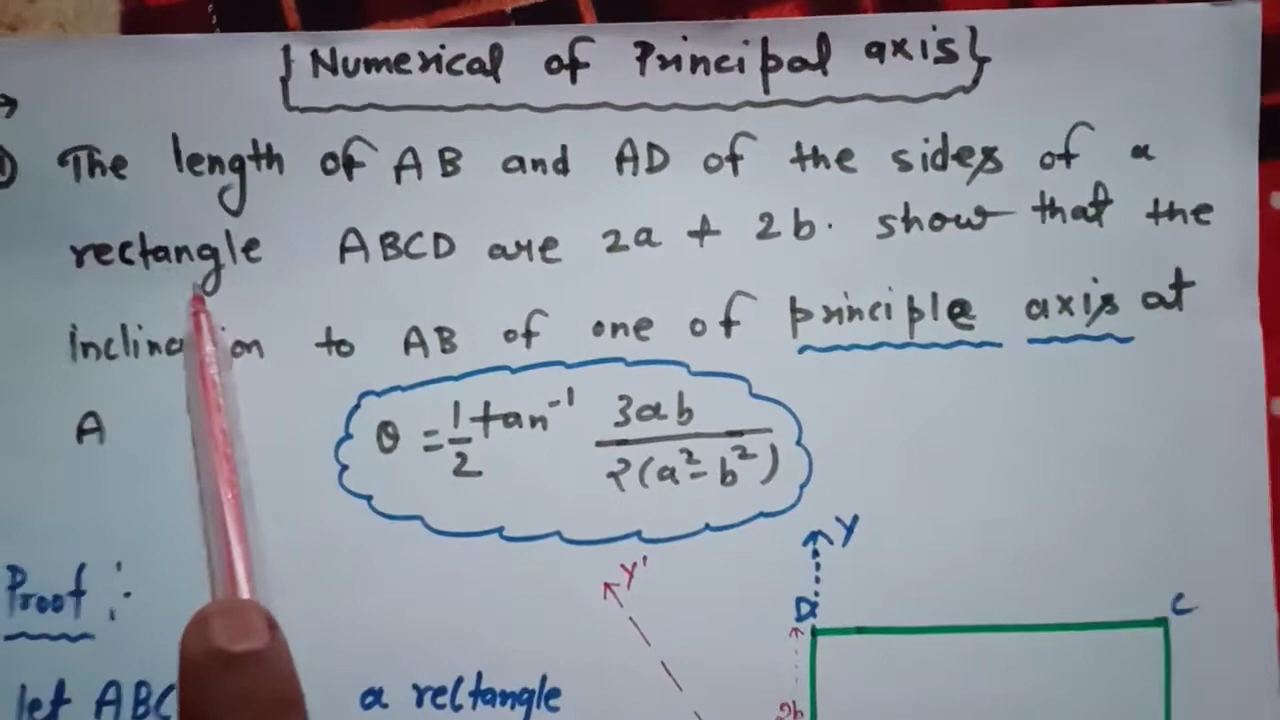 {Numerical of Principal axis}
The length of AB and AD of the sides of a
rectangle ABCD are 2a + 2b. show that the
to AB of one of principle axis at
A
θ = 1/2 tan⁻¹ 3ab / 2(a² - b²)
Y
Y'
Proof :-
D
C
let ABC a rectangle
2b